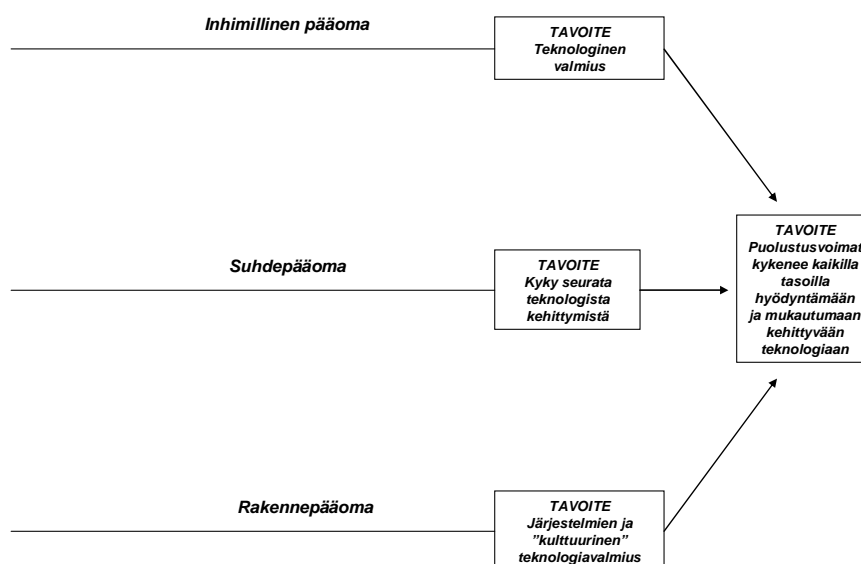 Inhimillinen pääoma
TAVOITE
Teknologinen
valmius
Suhdepääoma
TAVOITE
Kyky seurata
teknologista
kehittymistä
TAVOITE
Puolustusvoimat
kykenee kaikilla
tasoilla
hyödyntämään
ja mukautumaan
kehittyvään
teknologiaan
Rakennepääoma
TAVOITE
Järjestelmien ja
”kulttuurinen”
teknologiavalmius